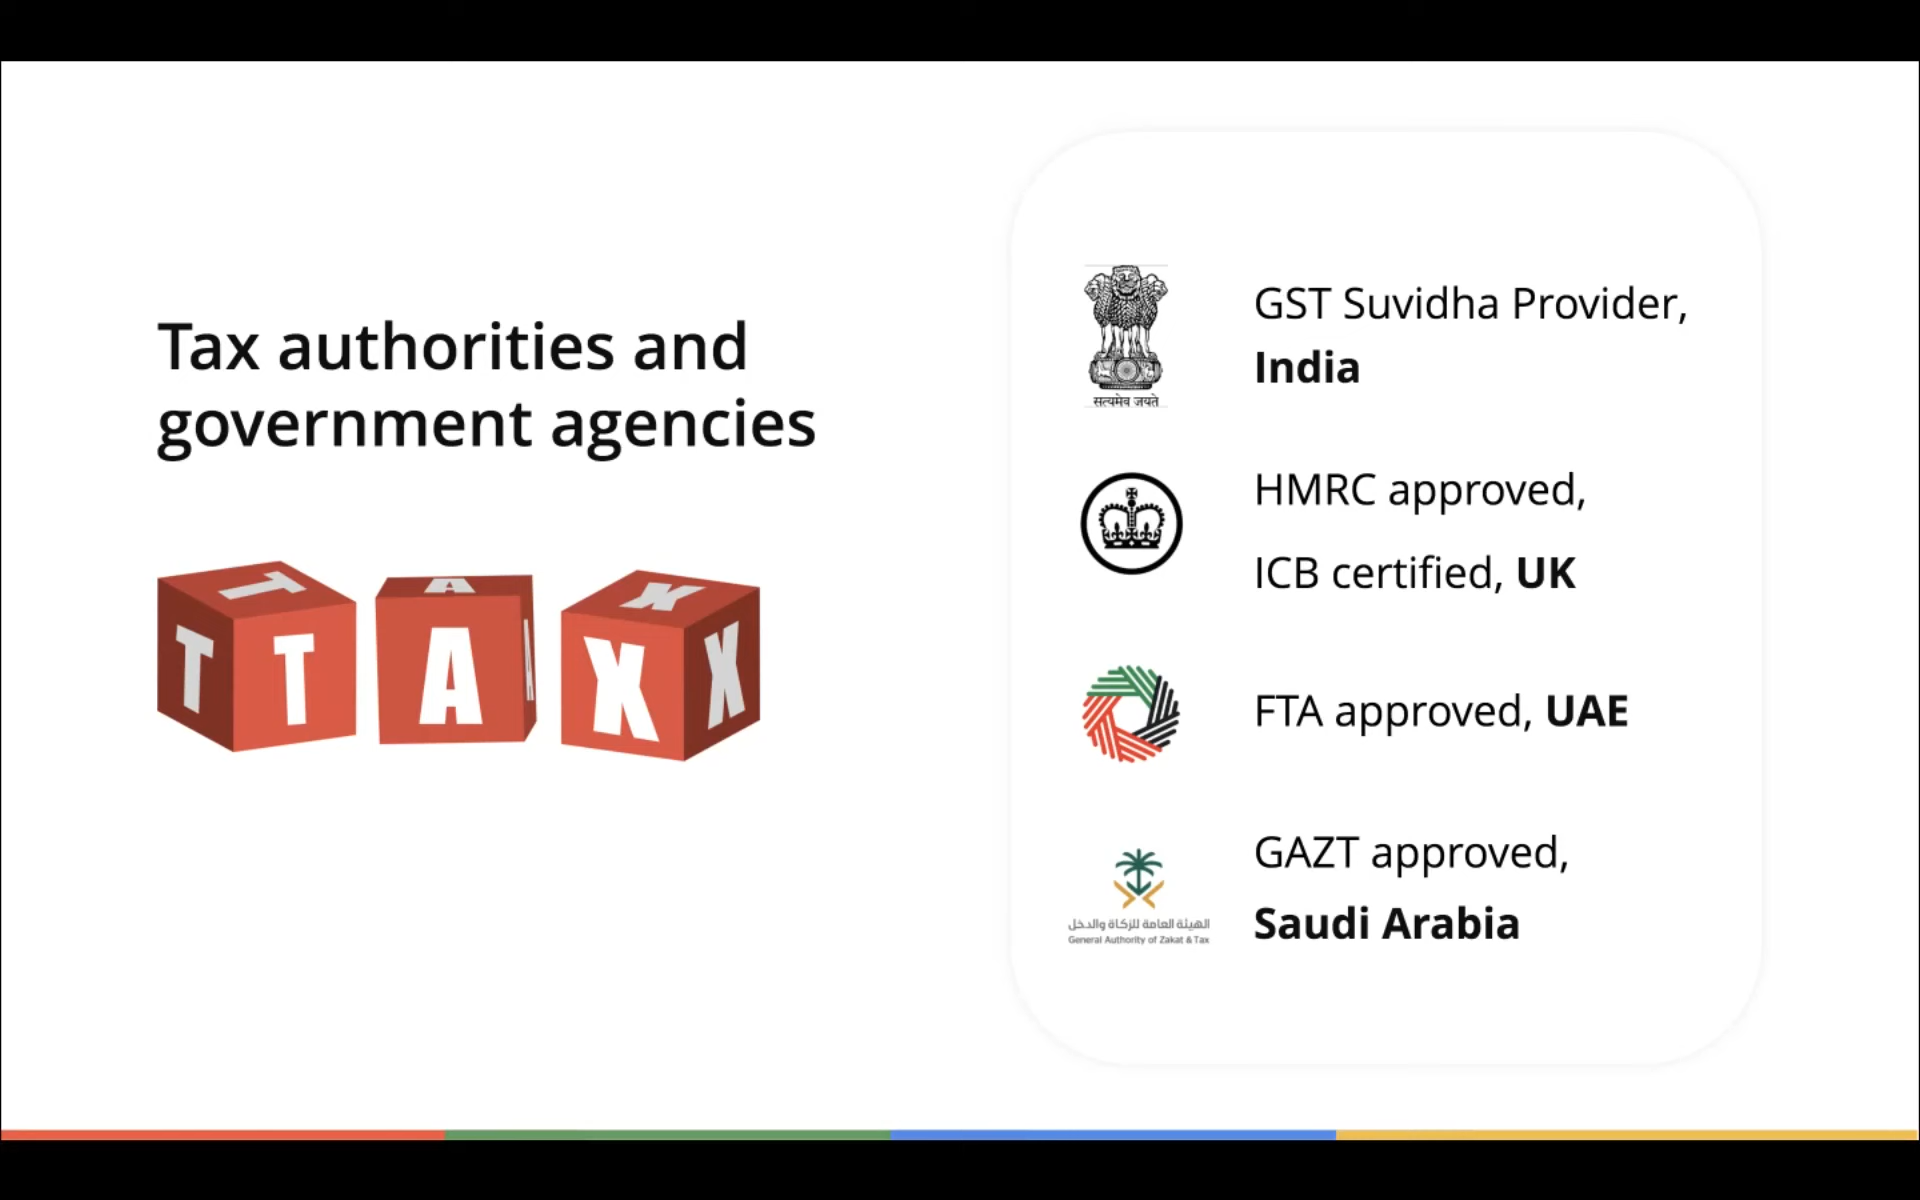 Tax authorities and
government agencies
T T T
A A A
X X X
सत्यमेव जयते
GST Suvidha Provider,
India
HMRC approved,
ICB certified, UK
FTA approved, UAE
الهيئة العامة للزكاة والدخل
General Authority of Zakat & Tax
GAZT approved,
Saudi Arabia